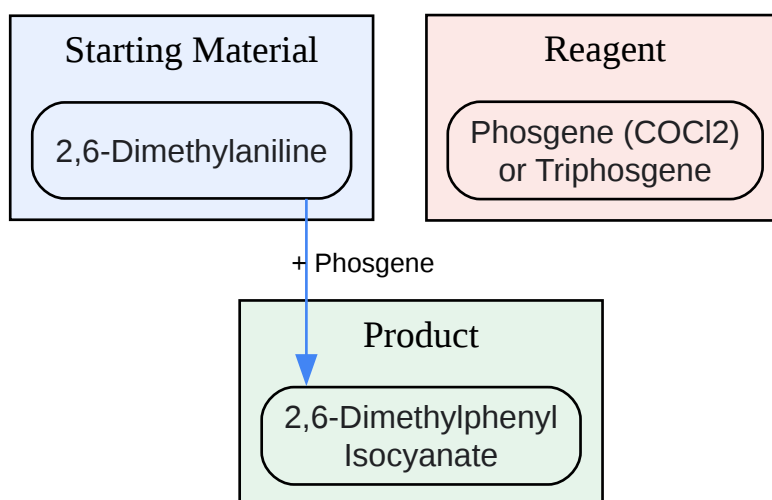 Starting Material
2,6-Dimethylaniline
Reagent
Phosgene (COCl2)
or Triphosgene
+ Phosgene
Product
2,6-Dimethylphenyl
Isocyanate